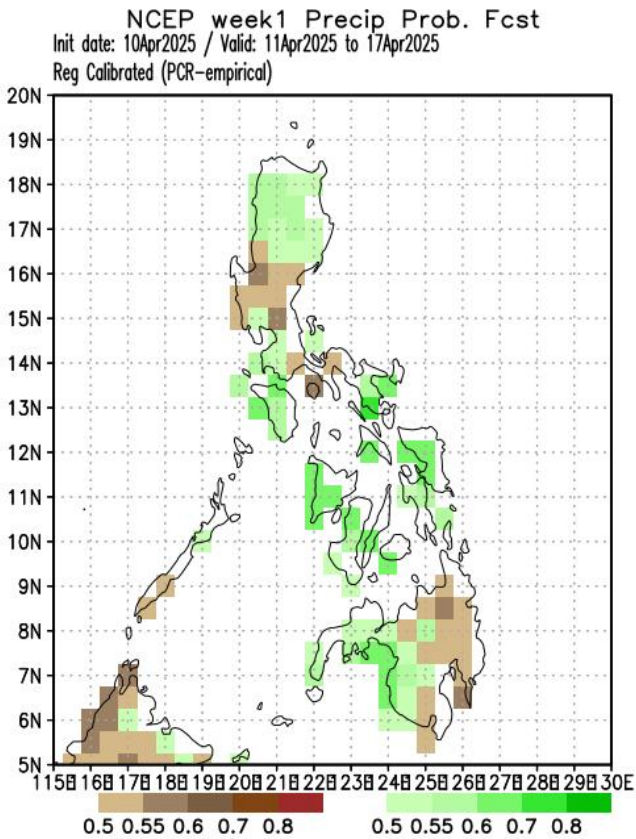 NCEP week1 Precip Prob. Fcst
Init date: 10Apr2025 / Valid: 11Apr2025 to 17Apr2025
Reg Calibrated (PCR-empirical)
20N
19N
18N
17N
16N
15N
14N
13N
12N
11N
10N
9N
8N
7N
6N
5N
115E 116E 117E 118E 119E 120E 121E 122E 123E 124E 125E 126E 127E 128E 129E 130E
0.5 0.55 0.6 0.7 0.8 0.5 0.55 0.6 0.7 0.8